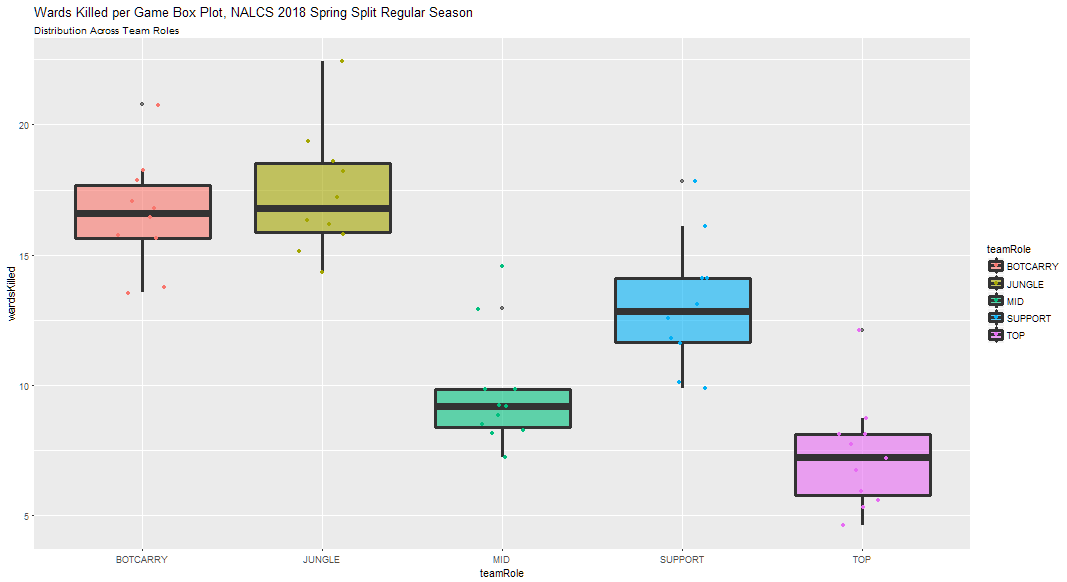 Wards Killed per Game Box Plot, NALCS 2018 Spring Split Regular Season
Distribution Across Team Roles
wardsKilled
20
15
10
5
BOTCARRY
JUNGLE
MID
SUPPORT
TOP
teamRole
teamRole
BOTCARRY
JUNGLE
MID
SUPPORT
TOP